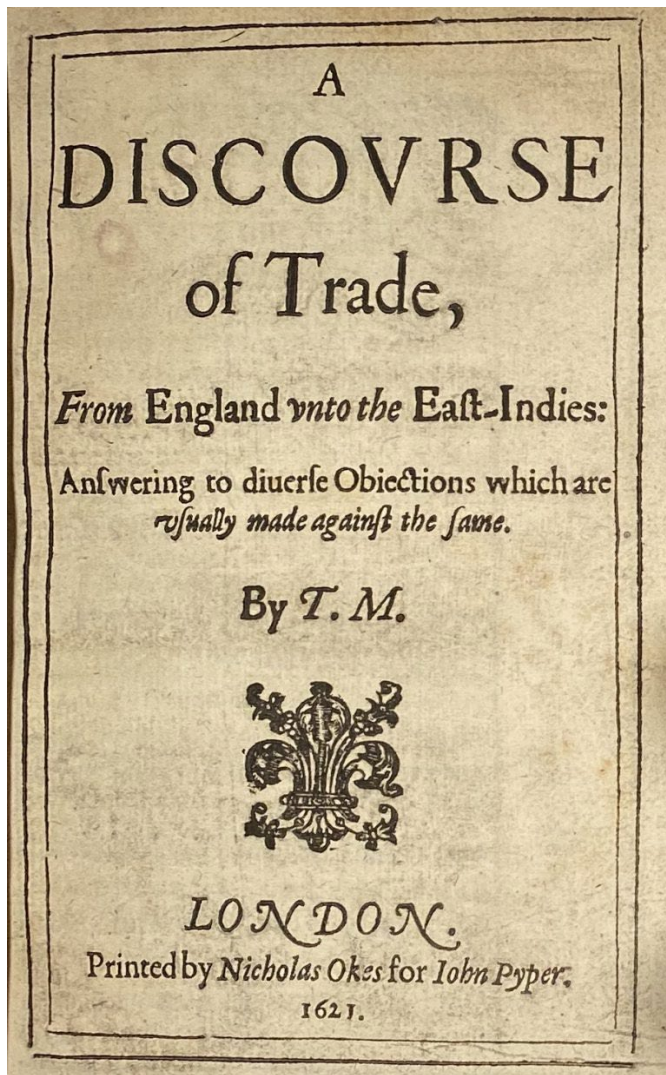 A
DISCOVRSE
of Trade,
From England vnto the Eaſt-Indies:
Anſwering to diuerſe Obiections which are
vſually made againſt the ſame.
By T. M.
LONDON.
Printed by Nicholas Okes for Iohn Pyper.
1621.